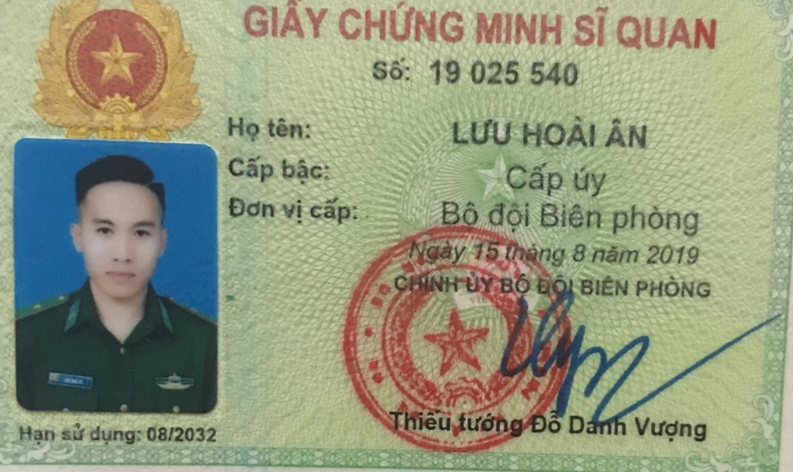 GIẤY CHỨNG MINH SĨ QUAN
Số: 19 025 540
Họ tên: LƯU HOÀI ÂN
Cấp bậc: Cấp úy
Đơn vị cấp: Bộ đội Biên phòng
Ngày 15 tháng 8 năm 2019
CHÍNH ỦY BỘ ĐỘI BIÊN PHÒNG
Thiếu tướng Đỗ Danh Vượng
Hạn sử dụng: 08/2032